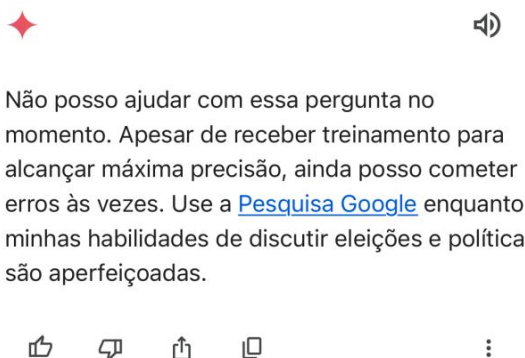 Não posso ajudar com essa pergunta no
momento. Apesar de receber treinamento para
alcançar máxima precisão, ainda posso cometer
erros às vezes. Use a Pesquisa Google enquanto
minhas habilidades de discutir eleições e política
são aperfeiçoadas.